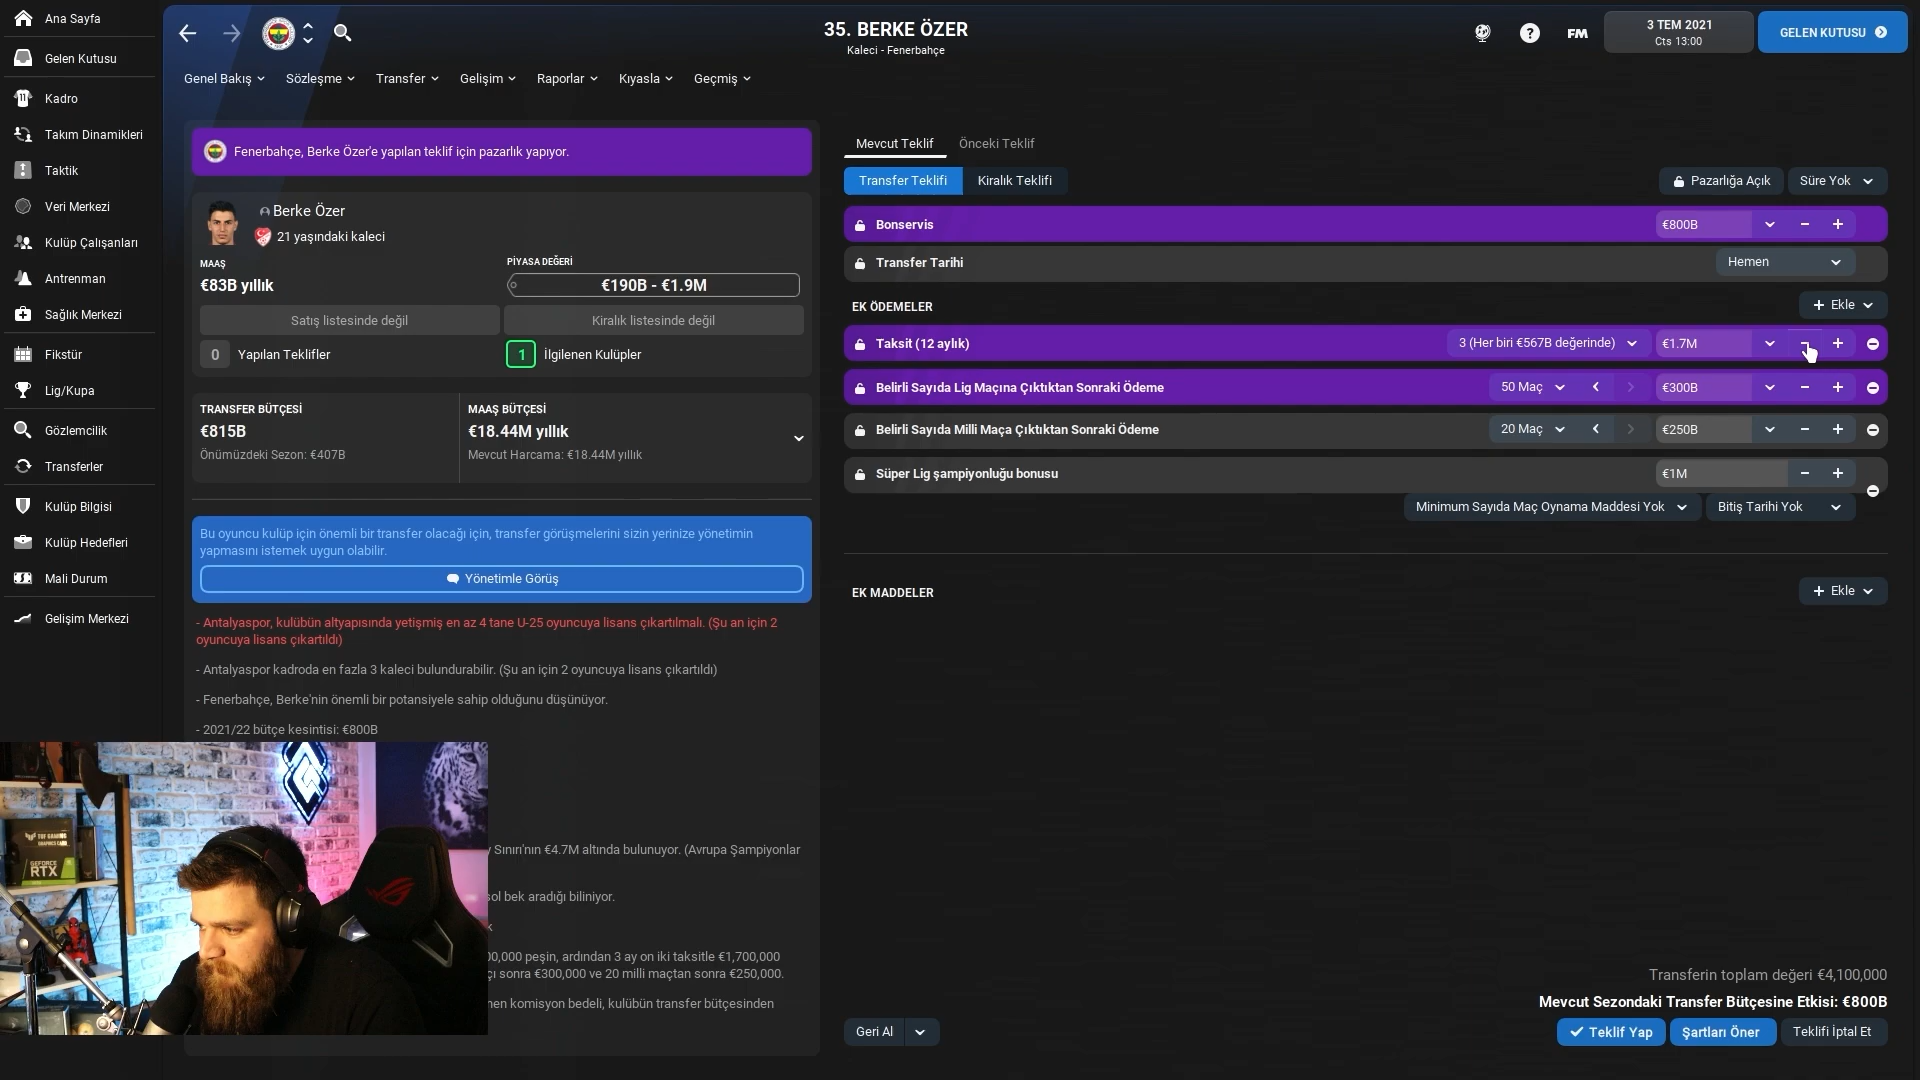 Ana Sayfa
Gelen Kutusu
Kadro
Takım Dinamikleri
Taktik
Veri Merkezi
Kulüp Çalışanları
Antrenman
Sağlık Merkezi
Fikstür
Lig/Kupa
Gözlemcilik
Transferler
Kulüp Bilgisi
Kulüp Hedefleri
Mali Durum
Gelişim Merkezi
35. BERKE ÖZER
Kaleci - Fenerbahçe
FM
3 TEM 2021
Cts 13:00
GELEN KUTUSU
Genel Bakış
Sözleşme
Transfer
Gelişim
Raporlar
Kıyasla
Geçmiş
Fenerbahçe, Berke Özer'e yapılan teklif için pazarlık yapıyor.
Berke Özer
21 yaşındaki kaleci
MAAŞ
€83B yıllık
PİYASA DEĞERİ
€190B - €1.9M
Satış listesinde değil
Kiralık listesinde değil
0 Yapılan Teklifler
1 İlgilenen Kulüpler
TRANSFER BÜTÇESİ
€815B
Önümüzdeki Sezon: €407B
MAAŞ BÜTÇESİ
€18.44M yıllık
Mevcut Harcama: €18.44M yıllık
Bu oyuncu kulüp için önemli bir transfer olacağı için, transfer görüşmelerini sizin yerinize yönetimin
yapmasını istemek uygun olabilir.
Yönetimle Görüş
- Antalyaspor, kulübün altyapısında yetişmiş en az 4 tane U-25 oyuncuya lisans çıkartılmalı. (Şu an için 2
oyuncuya lisans çıkartıldı)
- Antalyaspor kadroda en fazla 3 kaleci bulundurabilir. (Şu an için 2 oyuncuya lisans çıkartıldı)
- Fenerbahçe, Berke'nin önemli bir potansiyele sahip olduğunu düşünüyor.
- 2021/22 bütçe kesintisi: €800B
Sınırı'nın €4.7M altında bulunuyor. (Avrupa Şampiyonlar
sol bek aradığı biliniyor.
00,000 peşin, ardından 3 ay on iki taksitle €1,700,000
sonra €300,000 ve 20 milli maçtan sonra €250,000.
komisyon bedeli, kulübün transfer bütçesinden
TUF GAMING
GEFORCE
RTX
Mevcut Teklif
Önceki Teklif
Transfer Teklifi
Kiralık Teklifi
Pazarlığa Açık
Süre Yok
Bonservis
€800B
Transfer Tarihi
Hemen
EK ÖDEMELER
Ekle
Taksit (12 aylık)
3 (Her biri €567B değerinde)
€1.7M
Belirli Sayıda Lig Maçına Çıktıktan Sonraki Ödeme
50 Maç
€300B
Belirli Sayıda Milli Maça Çıktıktan Sonraki Ödeme
20 Maç
€250B
Süper Lig şampiyonluğu bonusu
€1M
Minimum Sayıda Maç Oynama Maddesi Yok
Bitiş Tarihi Yok
EK MADDELER
Ekle
Transferin toplam değeri €4,100,000
Mevcut Sezondaki Transfer Bütçesine Etkisi: €800B
Geri Al
Teklif Yap
Şartları Öner
Teklifi İptal Et